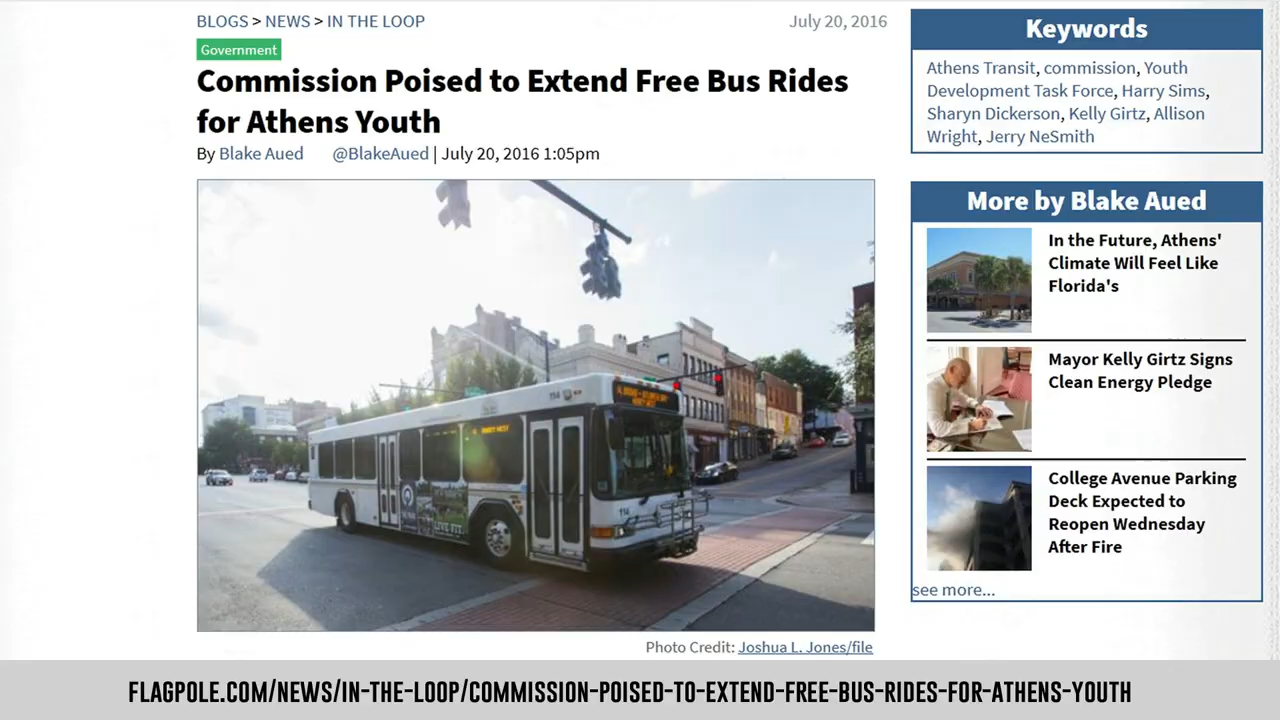 BLOGS > NEWS > IN THE LOOP
July 20, 2016
Government
Commission Poised to Extend Free Bus Rides
for Athens Youth
By Blake Aued @BlakeAued | July 20, 2016 1:05pm
114
114
LIVE FIT.
Photo Credit: Joshua L. Jones/file
Keywords
Athens Transit, commission, Youth
Development Task Force, Harry Sims,
Sharyn Dickerson, Kelly Girtz, Allison
Wright, Jerry NeSmith
More by Blake Aued
In the Future, Athens'
Climate Will Feel Like
Florida's
Mayor Kelly Girtz Signs
Clean Energy Pledge
College Avenue Parking
Deck Expected to
Reopen Wednesday
After Fire
see more...
FLAGPOLE.COM/NEWS/IN-THE-LOOP/COMMISSION-POISED-TO-EXTEND-FREE-BUS-RIDES-FOR-ATHENS-YOUTH